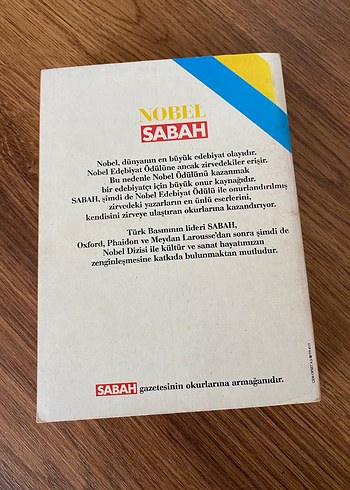 NOBEL
SABAH
Nobel, dünyanın en büyük edebiyat olayıdır.
Nobel Edebiyat Ödülüne ancak zirvedekiler erişir.
Bu nedenle Nobel Ödülünü kazanmak
bir edebiyatçı için büyük onur kaynağıdır.
SABAH, şimdi de Nobel Edebiyat Ödülü ile onurlandırılmış
zirvedeki yazarların en ünlü eserlerini,
kendisini zirveye ulaştıran okurlarına kazandırıyor.
Türk Basınının lideri SABAH,
Oxford, Phaidon ve Meydan Larousse'dan sonra şimdi de
Nobel Dizisi ile kültür ve sanat hayatımızın
zenginleşmesine katkıda bulunmaktan mutludur.
SABAH gazetesinin okurlarına armağanıdır.